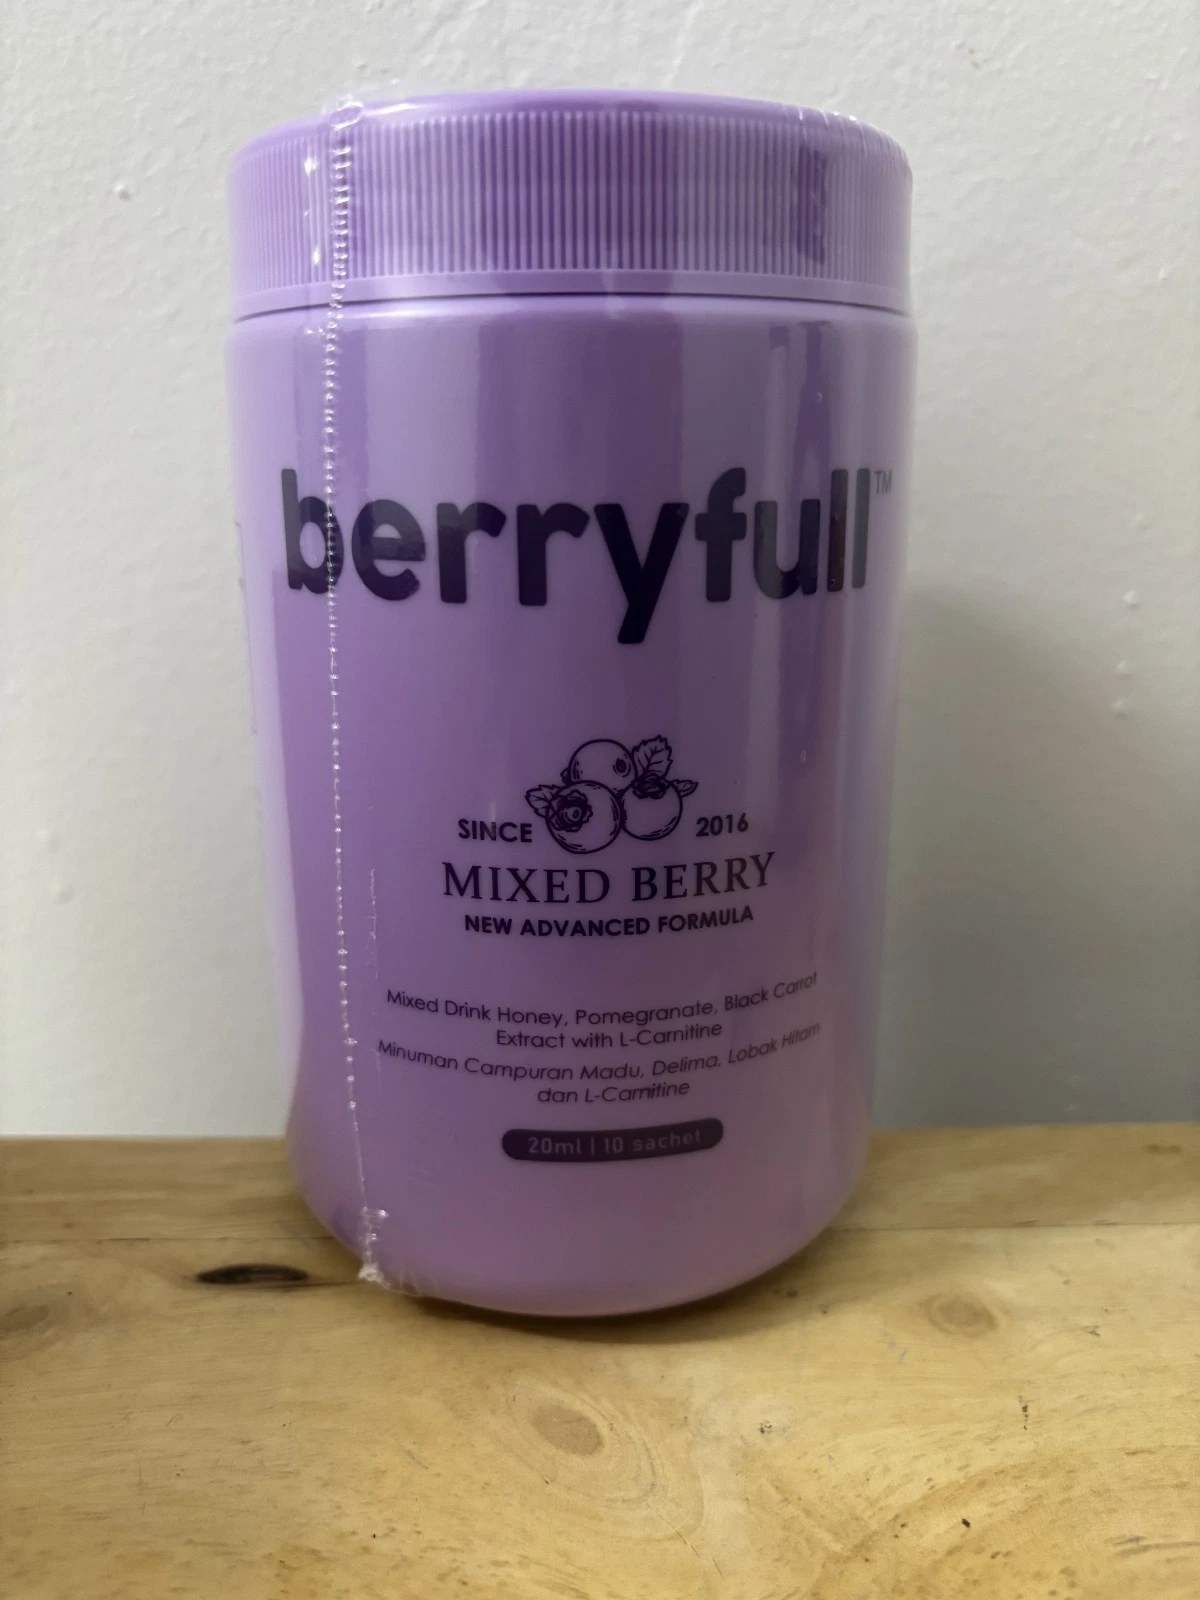 berryfull™
SINCE 2016
MIXED BERRY
NEW ADVANCED FORMULA
Mixed Drink Honey, Pomegranate, Black Carrot
Extract with L-Carnitine
Minuman Campuran Madu, Delima, Lobak Hitam
dan L-Carnitine
20ml | 10 sachet